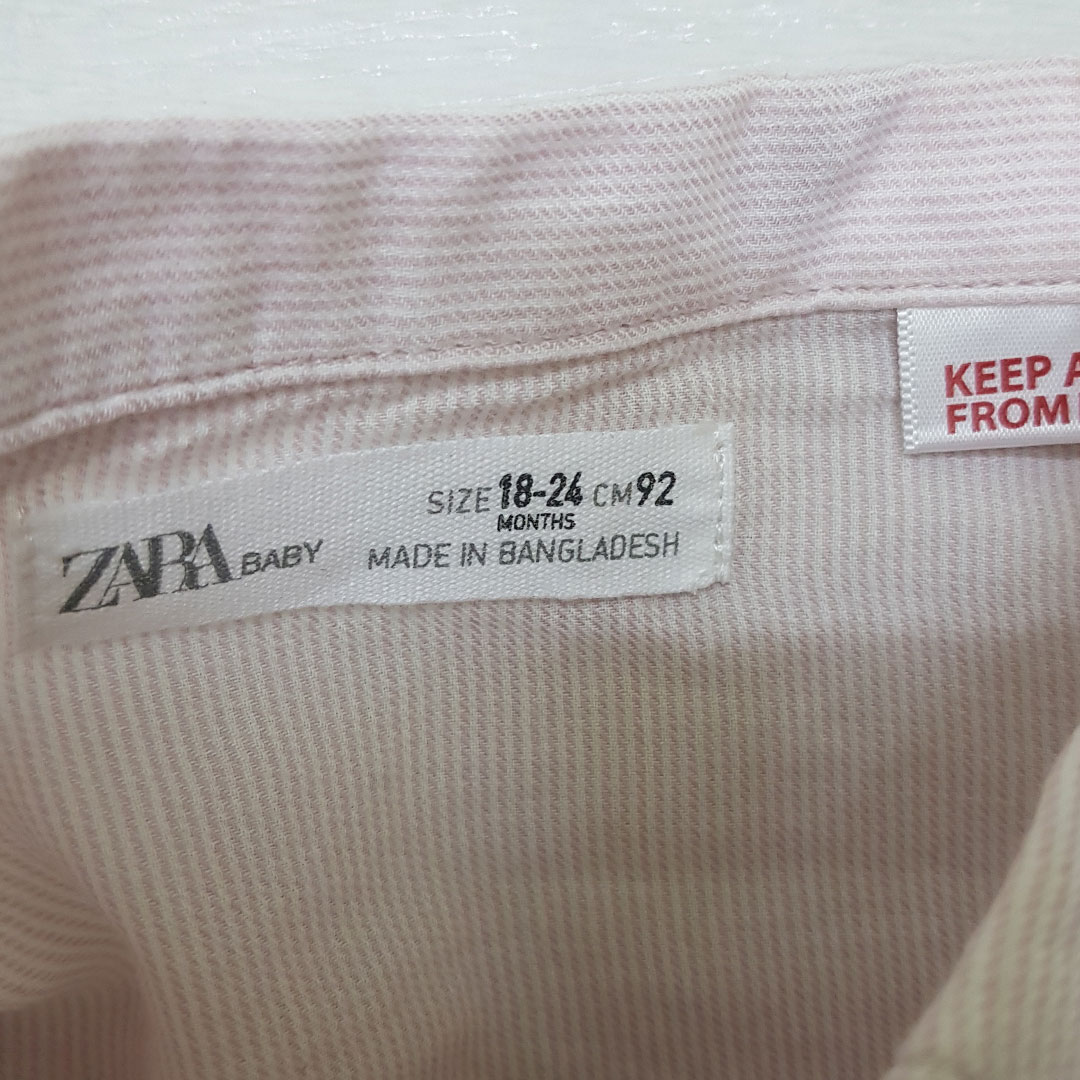 ZARA BABY
SIZE 18-24 CM 92
MONTHS
MADE IN BANGLADESH
KEEP A
FROM